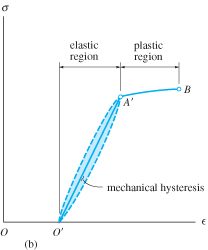 σ
elastic plastic
region region
B
A′
mechanical hysteresis
ϵ
O O′
(b)